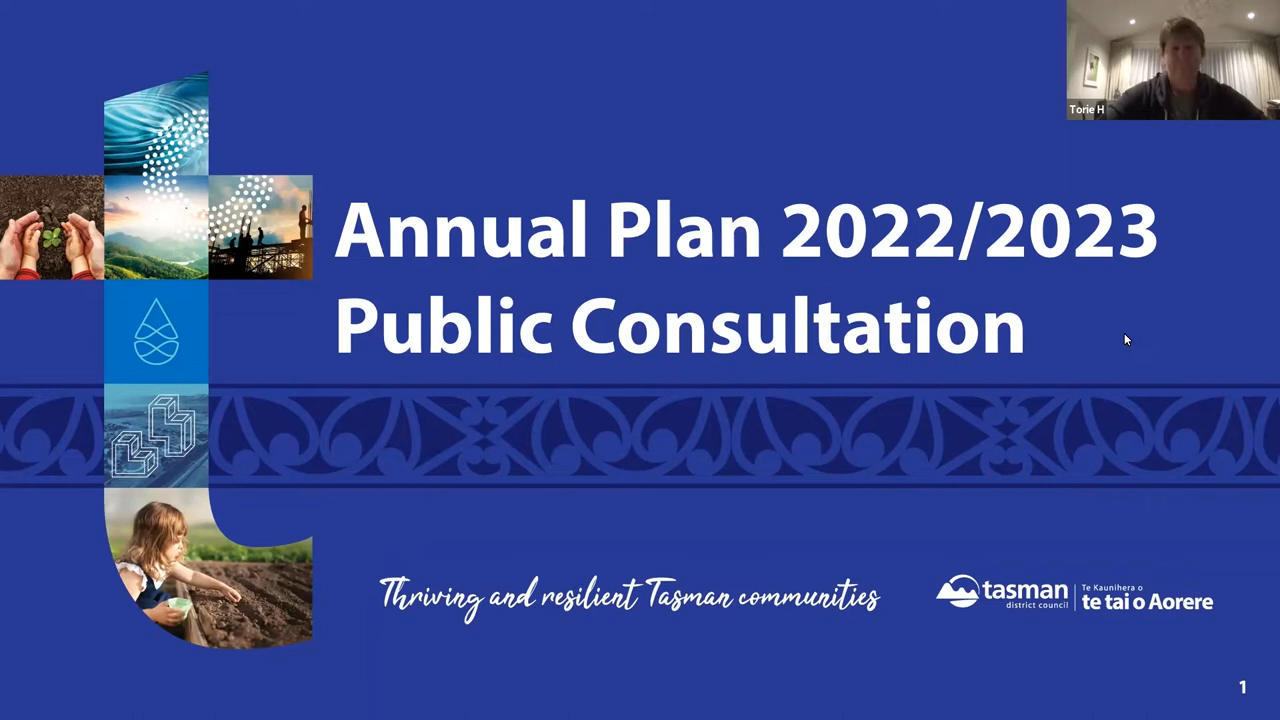 Torie H
Annual Plan 2022/2023
Public Consultation
Thriving and resilient Tasman communities
tasman
district council
Te Kaunihera o
te tai o Aorere
1